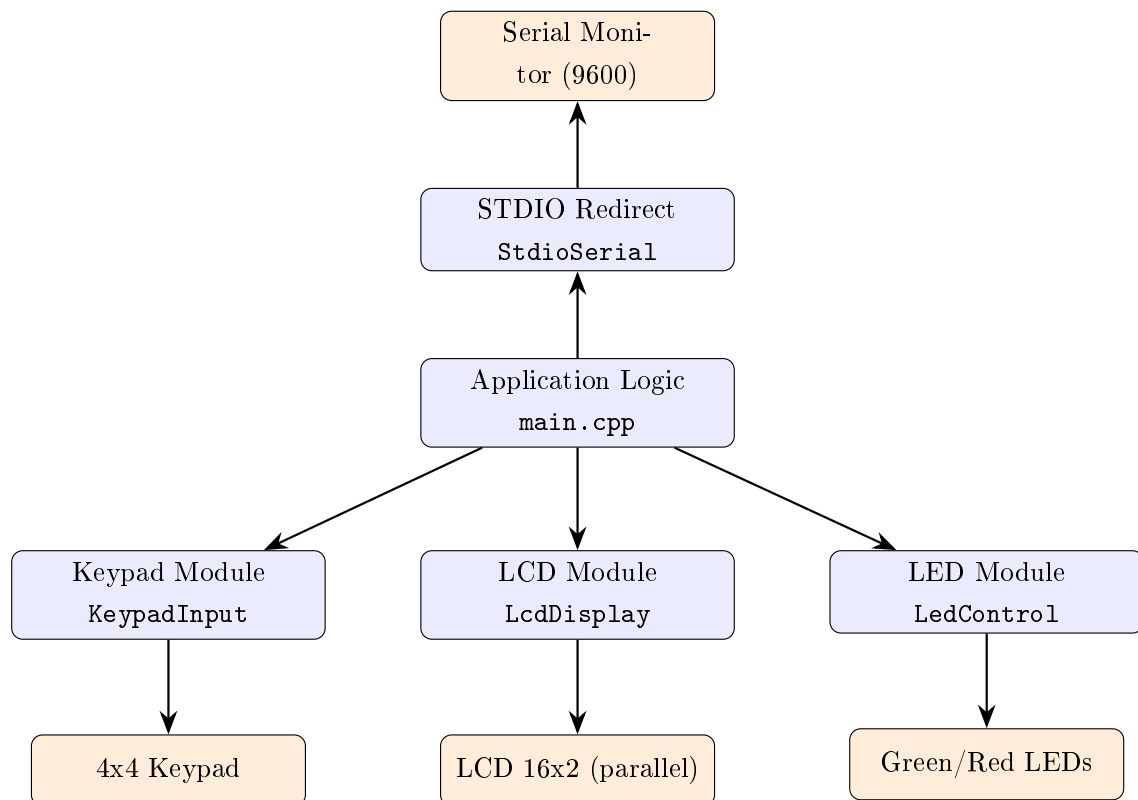 Serial Moni-
tor (9600)
STDIO Redirect
StdioSerial
Application Logic
main.cpp
Keypad Module
KeypadInput
LCD Module
LcdDisplay
LED Module
LedControl
4x4 Keypad
LCD 16x2 (parallel)
Green/Red LEDs